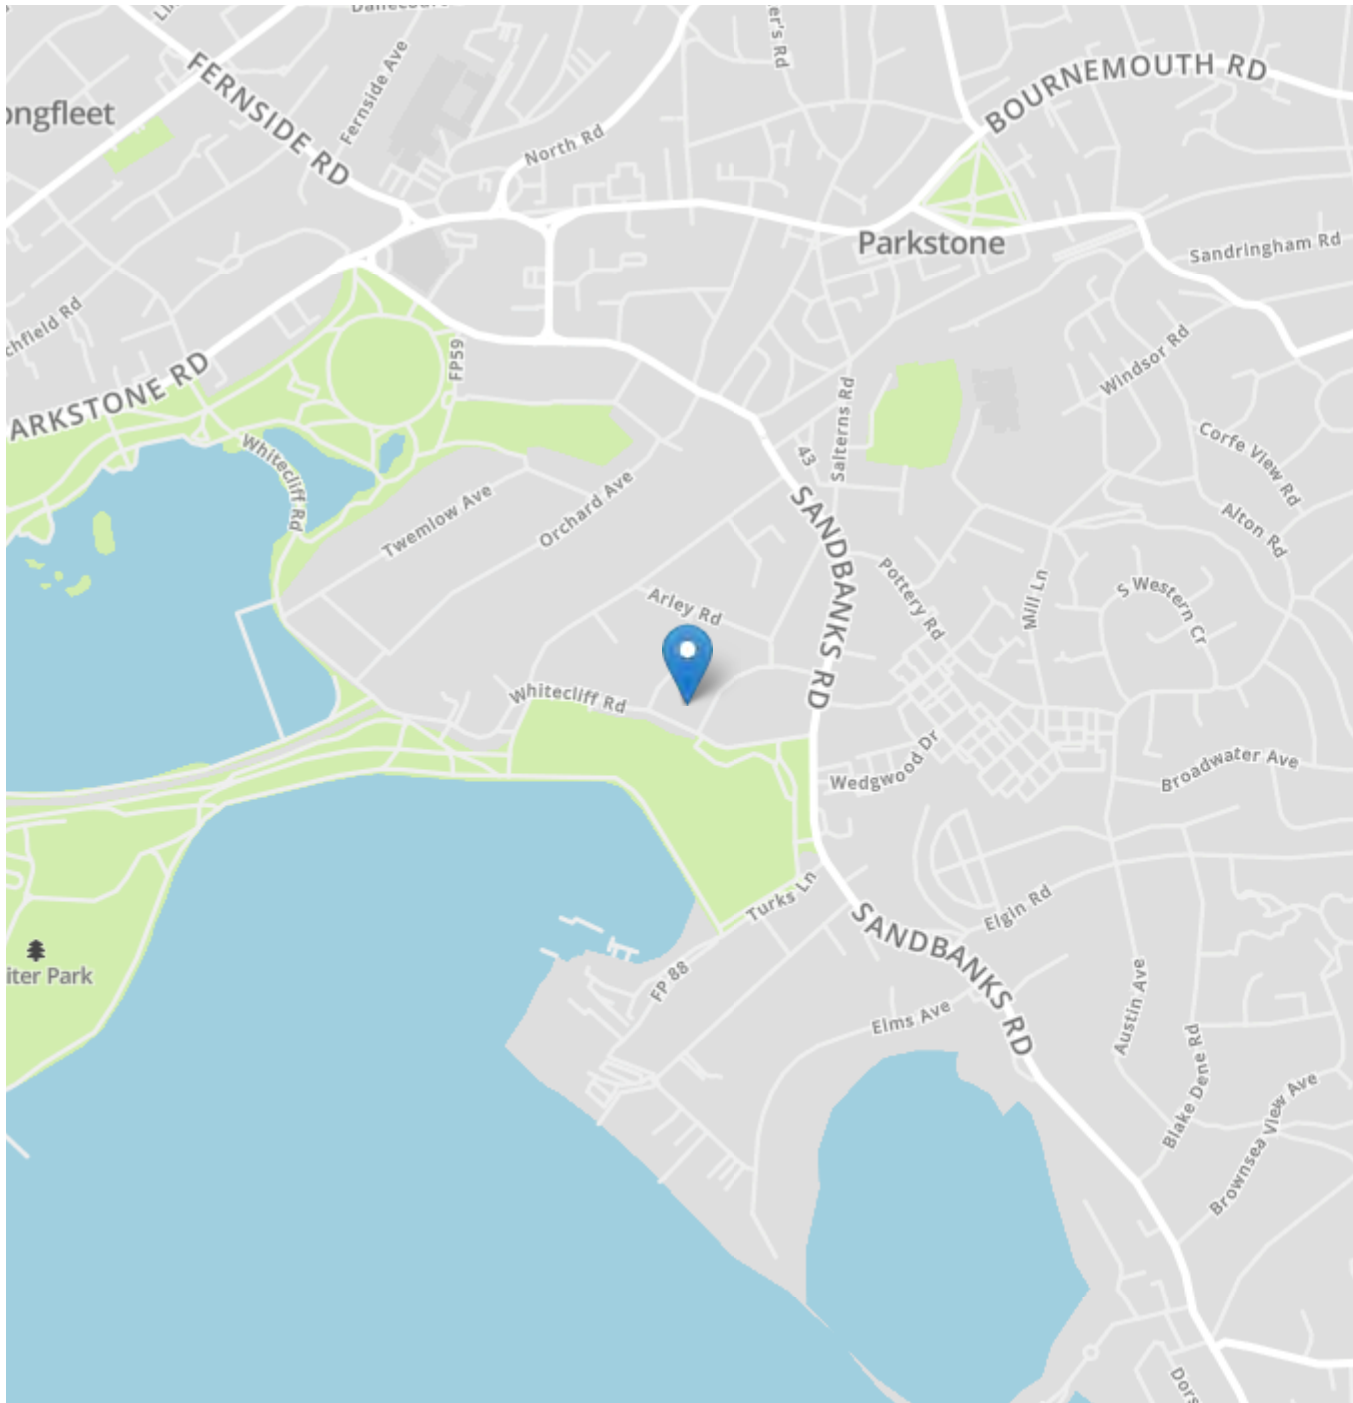 Fernside Ave
er's Rd
FERNSIDE RD
BOURNEMOUTH RD
ongfleet
North Rd
Parkstone
Sandringham Rd
chfield Rd
FP59
Windsor Rd
ARKSTONE RD
Salterns Rd
Whitecliff Rd
43
Corfe View Rd
Twemlow Ave
Orchard Ave
SANDBANKS RD
Alton Rd
Pottery Rd
Mill Ln
S Western Cr
Arley Rd
Whitecliff Rd
Wedgwood Dr
Broadwater Ave
Turks Ln
Elgin Rd
SANDBANKS RD
iter Park
FP 88
Elms Ave
Austin Ave
Blake Dene Rd
Brownsea View Ave
Dors